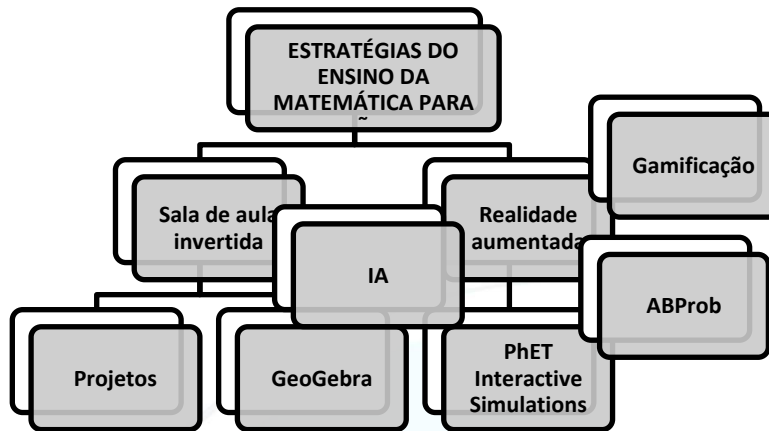 ESTRATÉGIAS DO
ENSINO DA
MATEMÁTICA PARA
Gamificação
Sala de aula
invertida
Realidade
aumentada
IA
ABProb
Projetos
GeoGebra
PhET
Interactive
Simulations